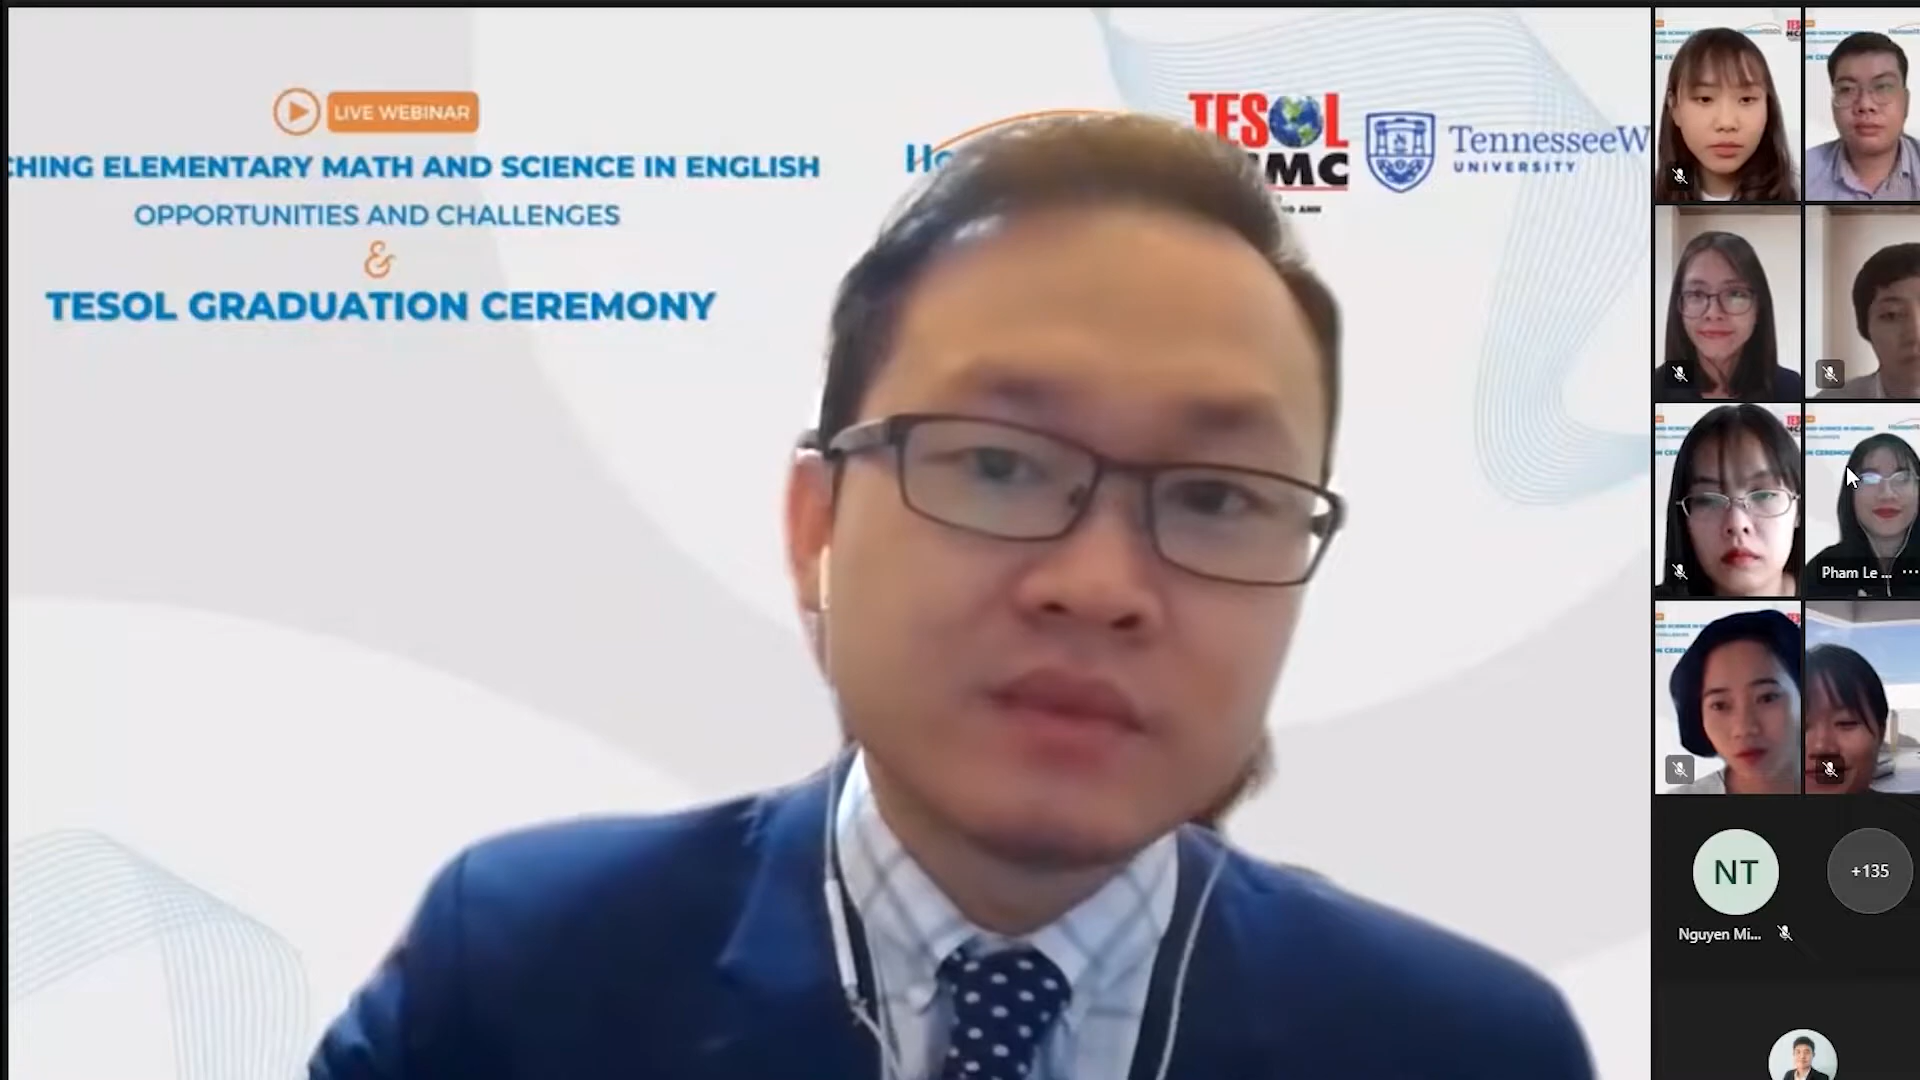 LIVE WEBINAR
CHING ELEMENTARY MATH AND SCIENCE IN ENGLISH
OPPORTUNITIES AND CHALLENGES
&
TESOL GRADUATION CEREMONY
TESOL
MC
TennesseeW
UNIVERSITY
Pham Le ...
NT
+135
Nguyen Mi...